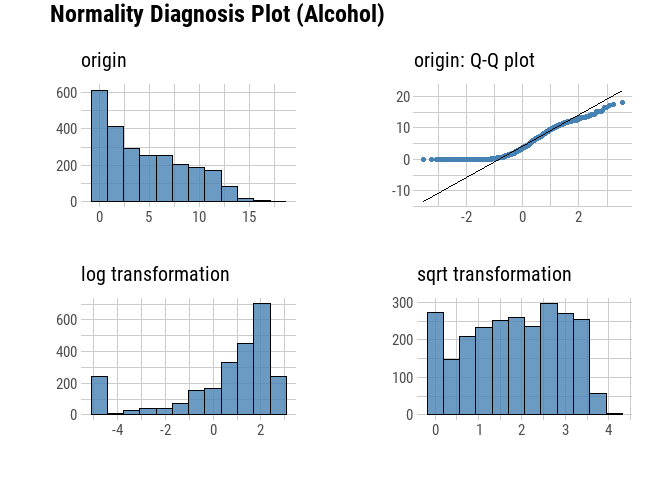 Normality Diagnosis Plot (Alcohol)
origin
600
400
200
0
0 5 10 15
origin: Q-Q plot
20
10
0
-10
-2 0 2
log transformation
600
400
200
0
-4 -2 0 2
sqrt transformation
300
200
100
0
0 1 2 3 4